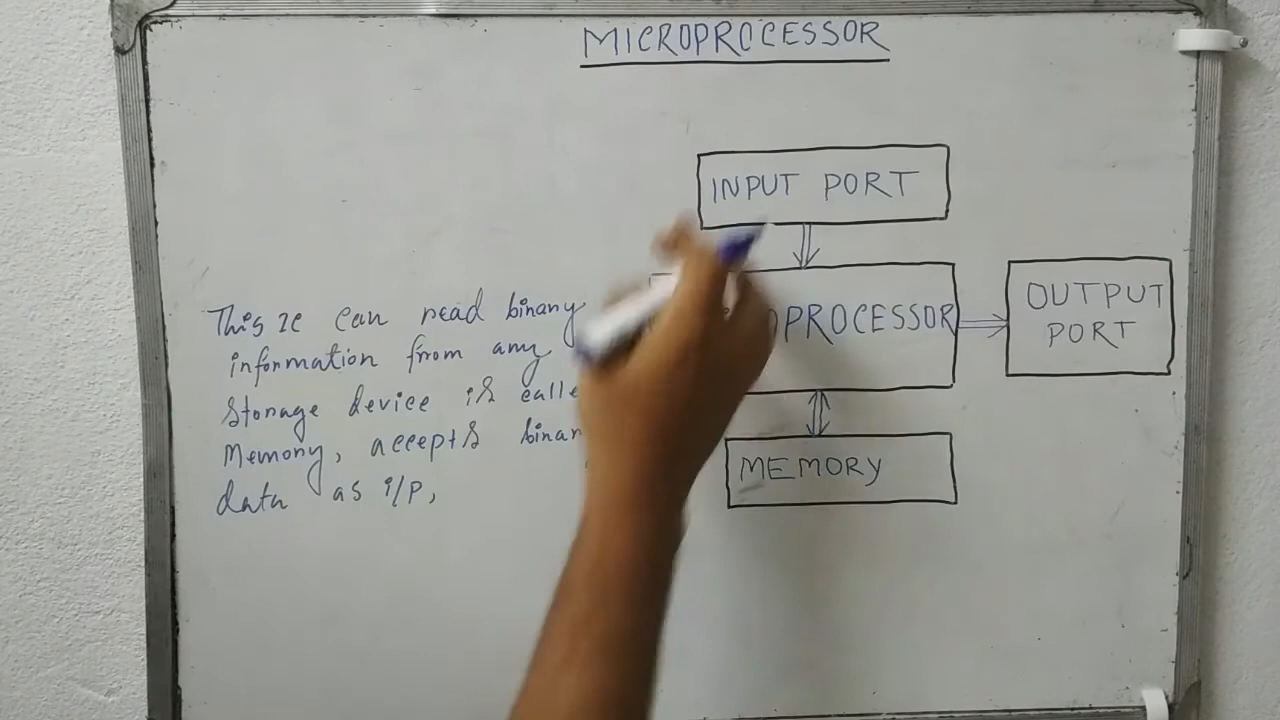 MICROPROCESSOR
INPUT PORT
OUTPUT
PORT
MEMORY
This ic can read binary
information from any
storage device is
Memory, accepts
data as i/p,